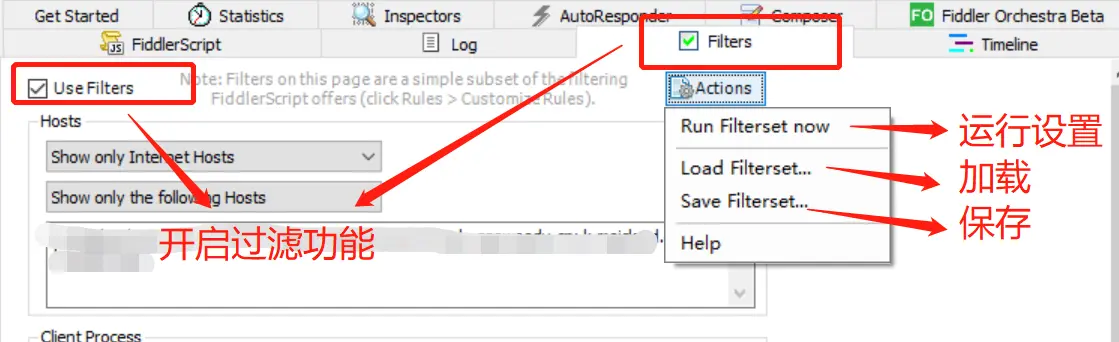 Get Started
Statistics
Inspectors
AutoResponder
Composer
FO Fiddler Orchestra Beta
JS FiddlerScript
Log
Filters
Timeline
Use Filters
Note: Filters on this page are a simple subset of the filtering
FiddlerScript offers (click Rules > Customize Rules).
Actions
Hosts
Show only Internet Hosts
Show only the following Hosts
开启过滤功能
Run Filterset now
运行设置
Load Filterset...
加载
Save Filterset...
保存
Help
Client Process